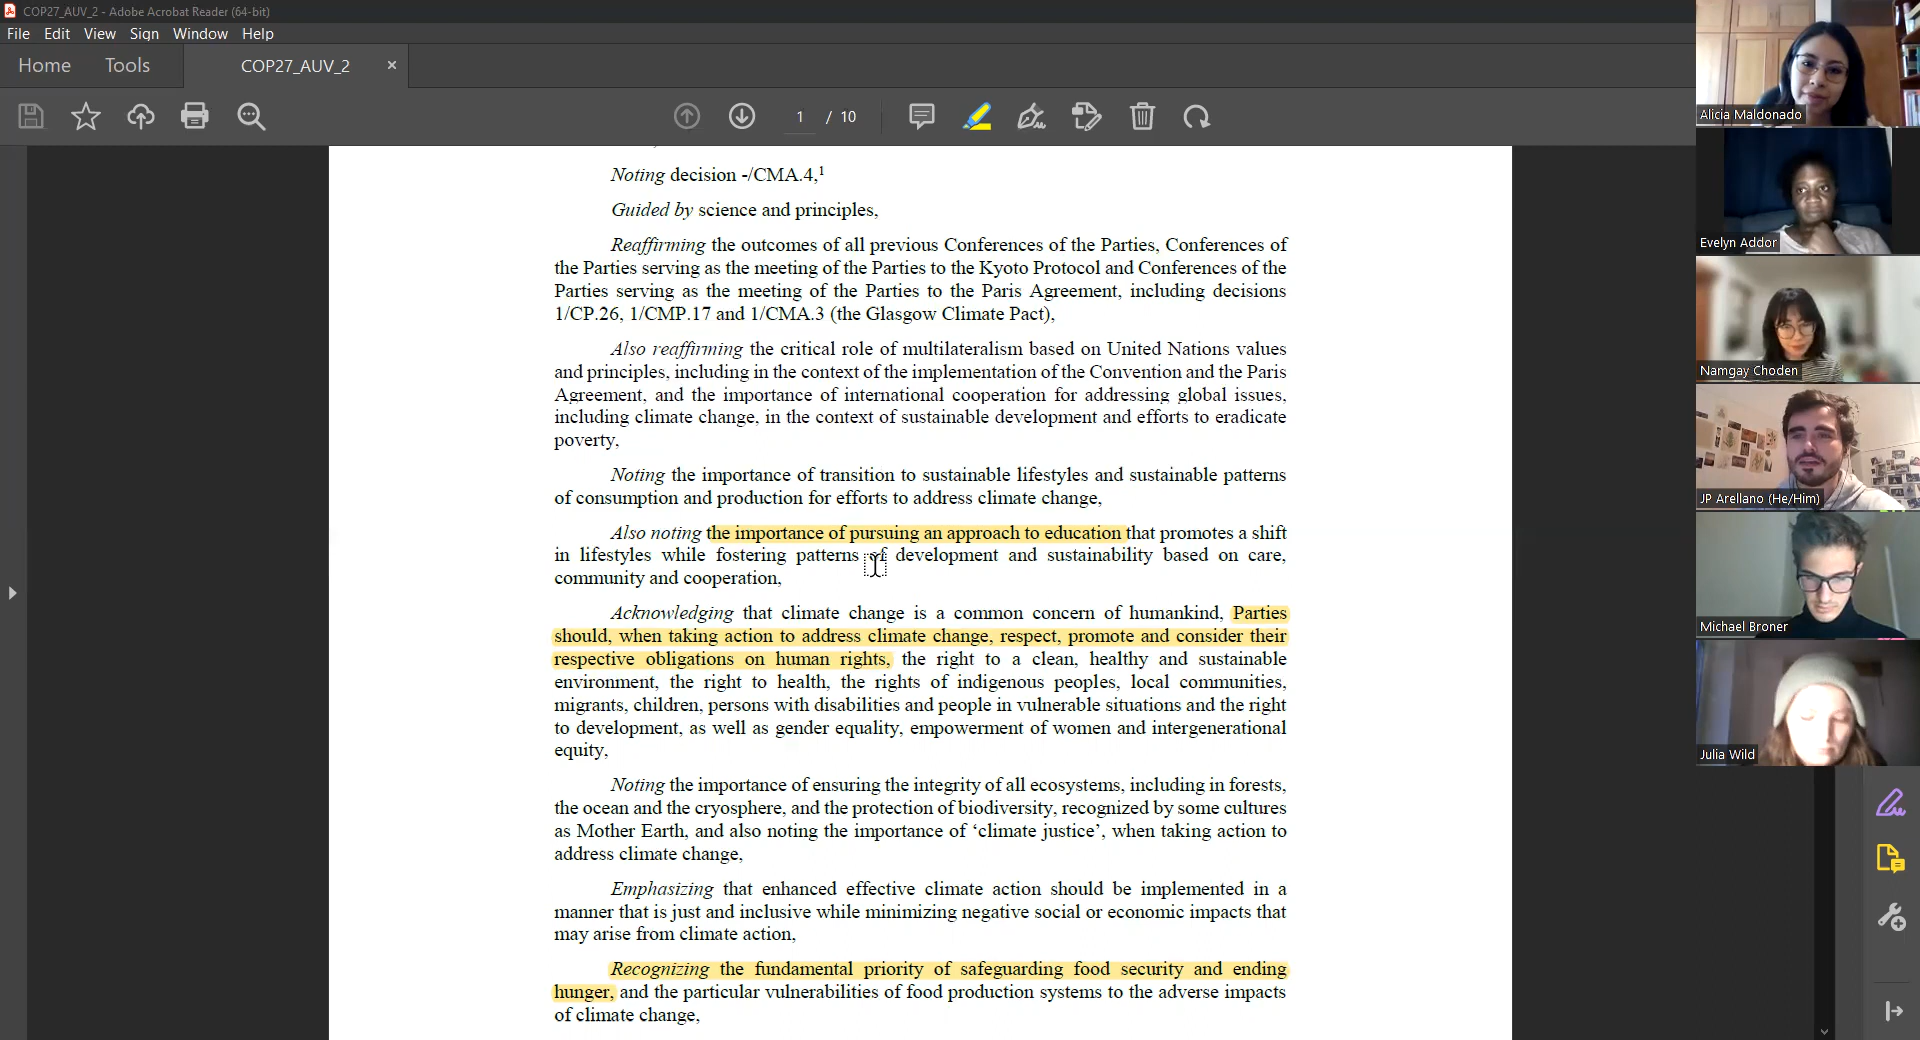 COP27_AUV_2 - Adobe Acrobat Reader (64-bit)
File Edit View Sign Window Help
Home Tools COP27_AUV_2 ×
1 / 10
Noting decision -/CMA.4,¹
Guided by science and principles,
Reaffirming the outcomes of all previous Conferences of the Parties, Conferences of
the Parties serving as the meeting of the Parties to the Kyoto Protocol and Conferences of the
Parties serving as the meeting of the Parties to the Paris Agreement, including decisions
1/CP.26, 1/CMP.17 and 1/CMA.3 (the Glasgow Climate Pact),
Also reaffirming the critical role of multilateralism based on United Nations values
and principles, including in the context of the implementation of the Convention and the Paris
Agreement, and the importance of international cooperation for addressing global issues,
including climate change, in the context of sustainable development and efforts to eradicate
poverty,
Noting the importance of transition to sustainable lifestyles and sustainable patterns
of consumption and production for efforts to address climate change,
Also noting the importance of pursuing an approach to education that promotes a shift
in lifestyles while fostering patterns of development and sustainability based on care,
community and cooperation,
Acknowledging that climate change is a common concern of humankind, Parties
should, when taking action to address climate change, respect, promote and consider their
respective obligations on human rights, the right to a clean, healthy and sustainable
environment, the right to health, the rights of indigenous peoples, local communities,
migrants, children, persons with disabilities and people in vulnerable situations and the right
to development, as well as gender equality, empowerment of women and intergenerational
equity,
Noting the importance of ensuring the integrity of all ecosystems, including in forests,
the ocean and the cryosphere, and the protection of biodiversity, recognized by some cultures
as Mother Earth, and also noting the importance of ‘climate justice’, when taking action to
address climate change,
Emphasizing that enhanced effective climate action should be implemented in a
manner that is just and inclusive while minimizing negative social or economic impacts that
may arise from climate action,
Recognizing the fundamental priority of safeguarding food security and ending
hunger, and the particular vulnerabilities of food production systems to the adverse impacts
of climate change,
Alicia Maldonado
Evelyn Addor
Namgay Choden
JP Arellano (He/Him)
Michael Broner
Julia Wild